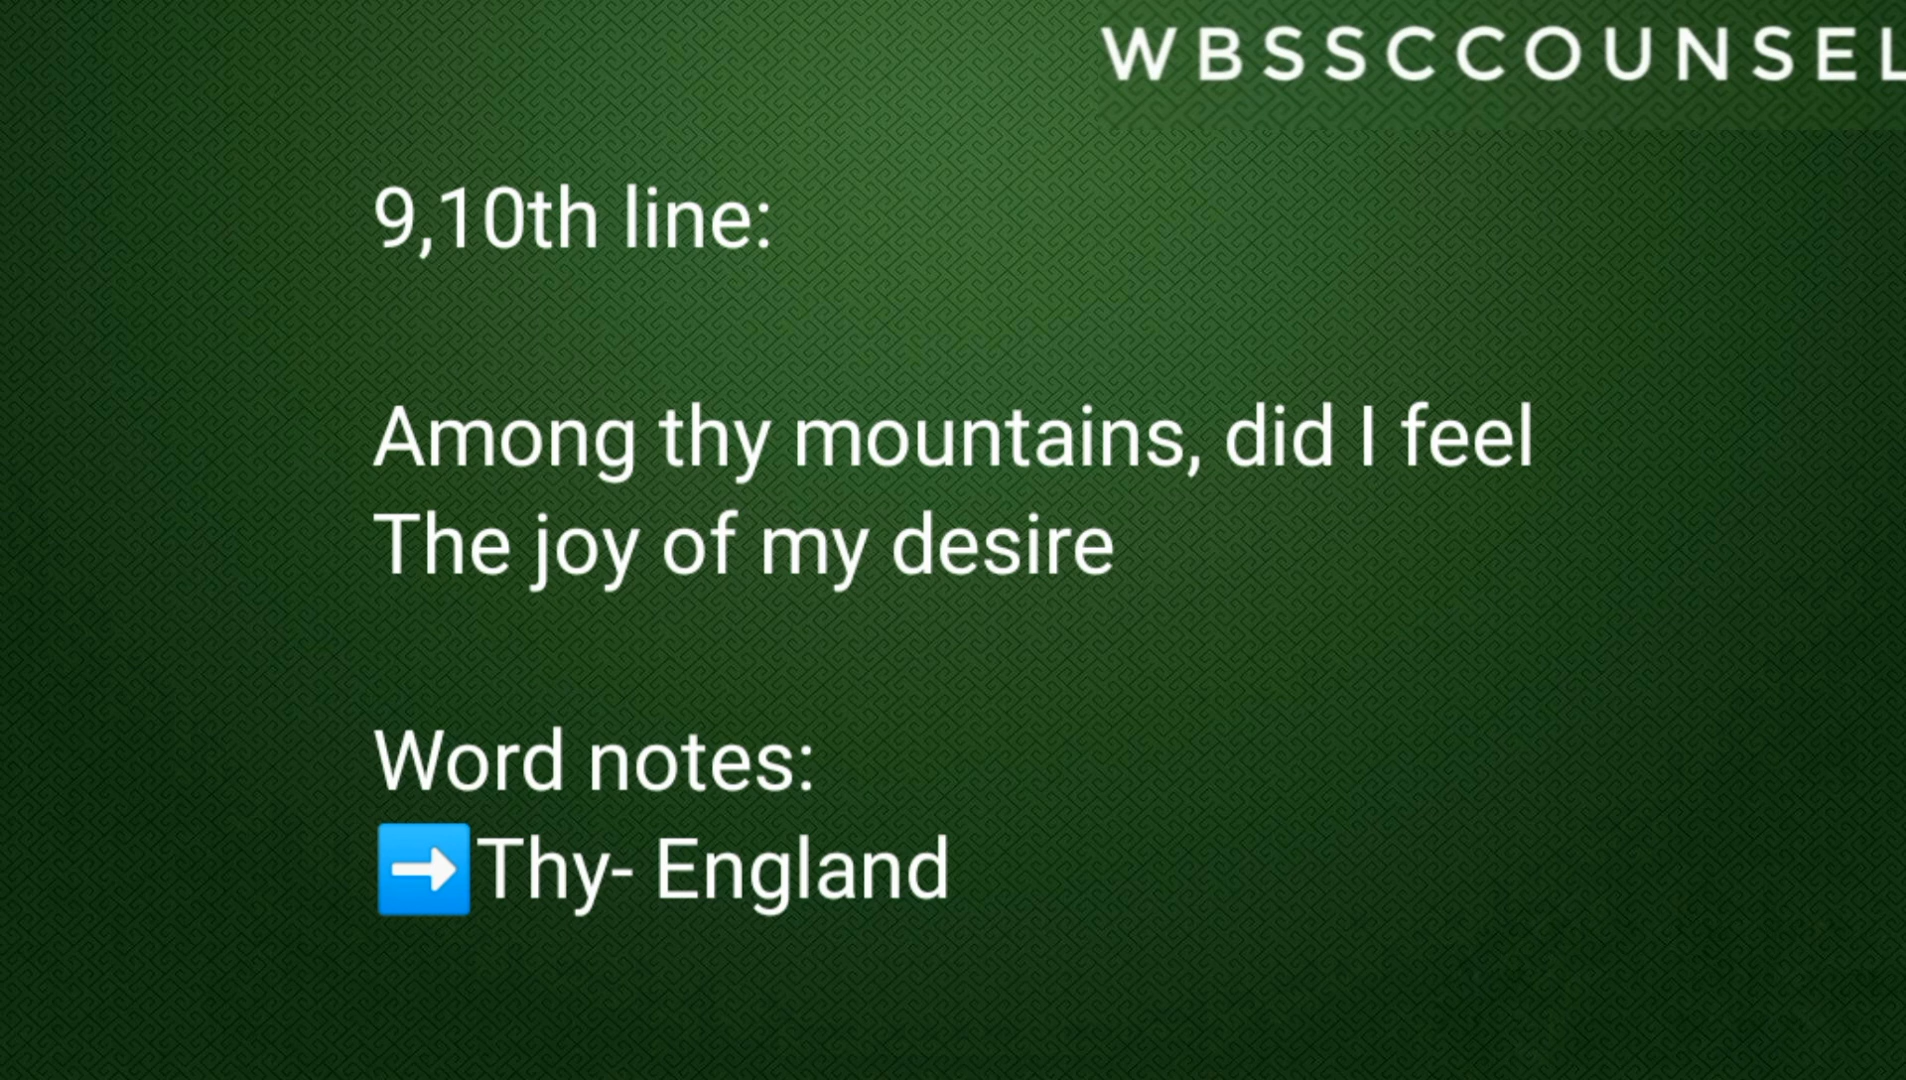 WBSSCCOUNSEL
9,10th line:
Among thy mountains, did I feel
The joy of my desire
Word notes:
➡Thy- England